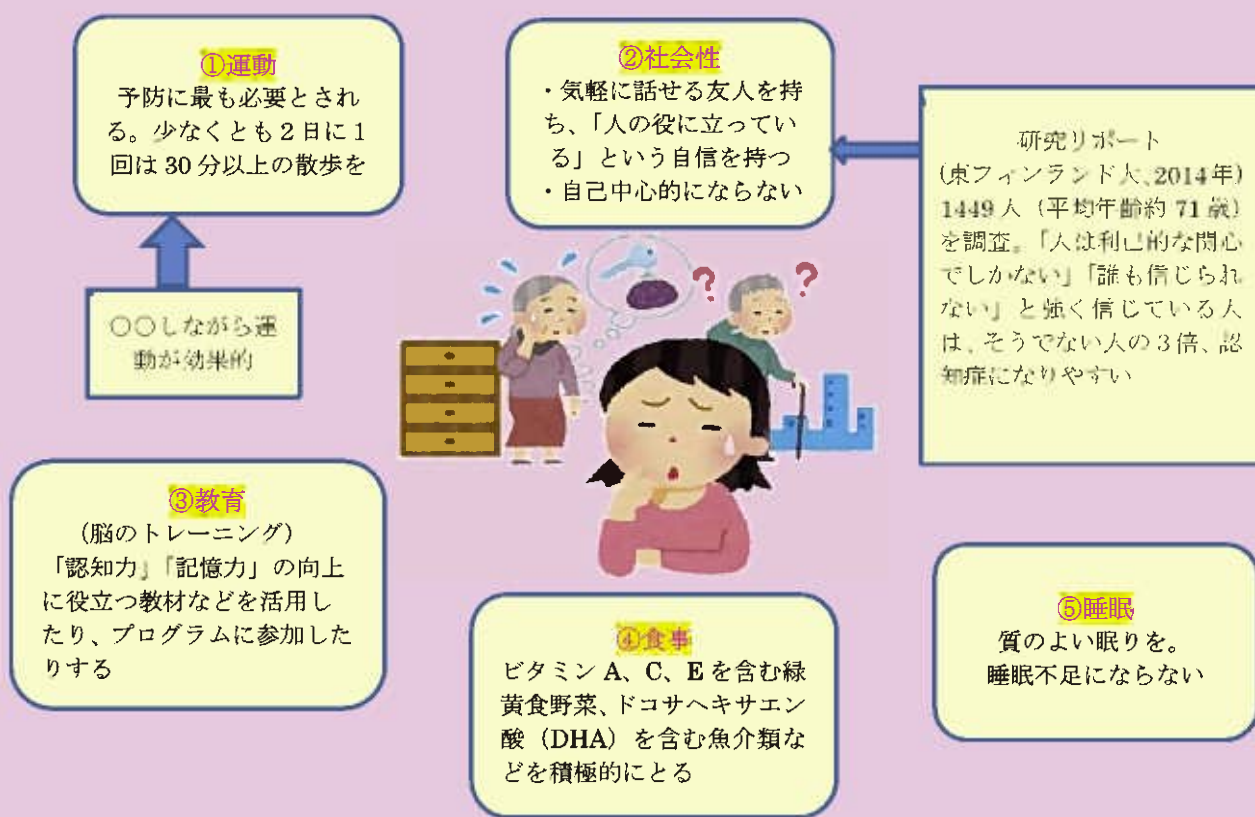 ①運動
予防に最も必要とされ
る。少なくとも2日に1
回は30分以上の散歩を
〇〇しながら運
動が効果的
②社会性
・気軽に話せる友人を持
ち、「人の役に立ってい
る」という自信を持つ
・自己中心的にならない
研究リポート
(東フィンランド大、2014年)
1449人（平均年齢約71歳）
を調査。「人は利己的な関心
でしかない」「誰も信じられ
ない」と強く信じている人
は、そうでない人の3倍、認
知症になりやすい
?
?
③教育
（脳のトレーニング）
「認知力」「記憶力」の向上
に役立つ教材などを活用し
たり、プログラムに参加した
りする
④食事
ビタミンA、C、Eを含む緑
黄食野菜、ドコサヘキサエン
酸（DHA）を含む魚介類な
どを積極的にとる
⑤睡眠
質のよい眠りを。
睡眠不足にならない